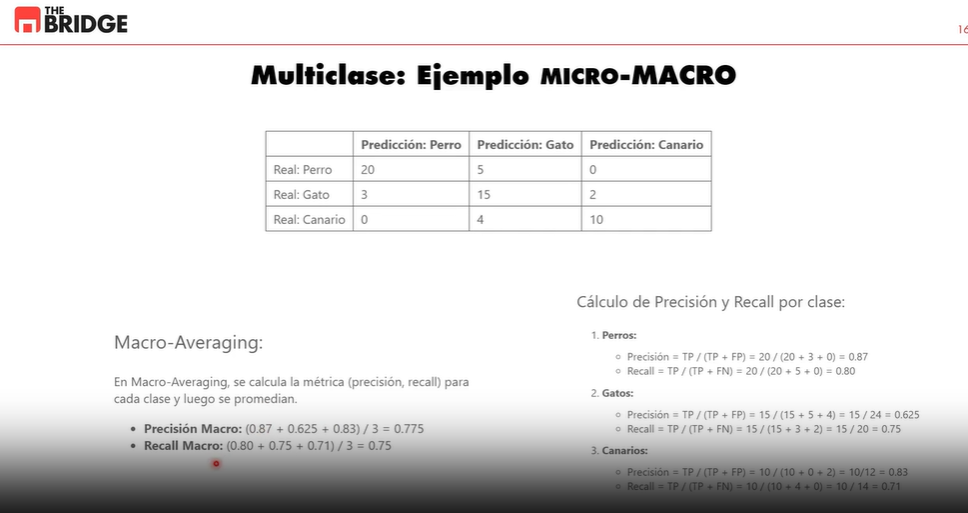 THE
BRIDGE
16
Multiclase: Ejemplo MICRO-MACRO
Predicción: Perro Predicción: Gato Predicción: Canario
Real: Perro 20 5 0
Real: Gato 3 15 2
Real: Canario 0 4 10
Macro-Averaging:
En Macro-Averaging, se calcula la métrica (precisión, recall) para
cada clase y luego se promedian.
• Precisión Macro: (0.87 + 0.625 + 0.83) / 3 = 0.775
• Recall Macro: (0.80 + 0.75 + 0.71) / 3 = 0.75
Cálculo de Precisión y Recall por clase:
1. Perros:
○ Precisión = TP / (TP + FP) = 20 / (20 + 3 + 0) = 0.87
○ Recall = TP / (TP + FN) = 20 / (20 + 5 + 0) = 0.80
2. Gatos:
○ Precisión = TP / (TP + FP) = 15 / (15 + 5 + 4) = 15 / 24 = 0.625
○ Recall = TP / (TP + FN) = 15 / (15 + 3 + 2) = 15 / 20 = 0.75
3. Canarios:
○ Precisión = TP / (TP + FP) = 10 / (10 + 0 + 2) = 10/12 = 0.83
○ Recall = TP / (TP + FN) = 10 / (10 + 4 + 0) = 10 / 14 = 0.71